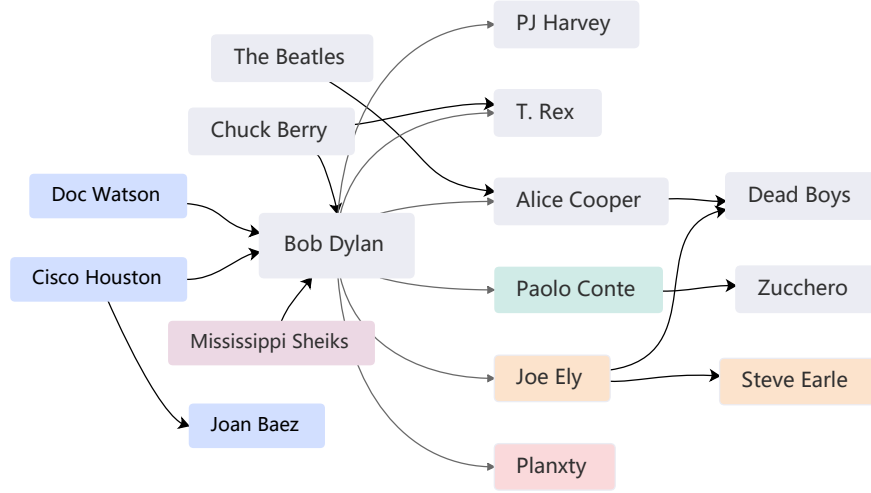 PJ Harvey
The Beatles
T. Rex
Chuck Berry
Doc Watson
Alice Cooper
Dead Boys
Bob Dylan
Cisco Houston
Paolo Conte
Zucchero
Mississippi Sheiks
Joe Ely
Steve Earle
Joan Baez
Planxty